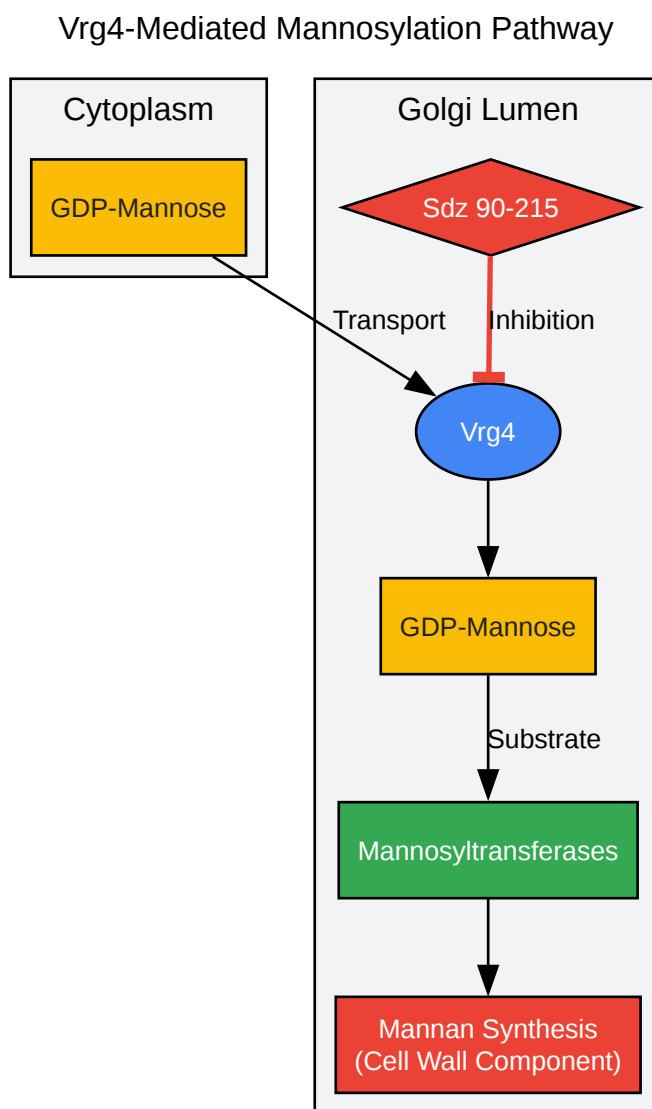 Vrg4-Mediated Mannosylation Pathway
Cytoplasm
GDP-Mannose
Golgi Lumen
Sdz 90-215
Transport
Inhibition
Vrg4
GDP-Mannose
Substrate
Mannosyltransferases
Mannan Synthesis
(Cell Wall Component)